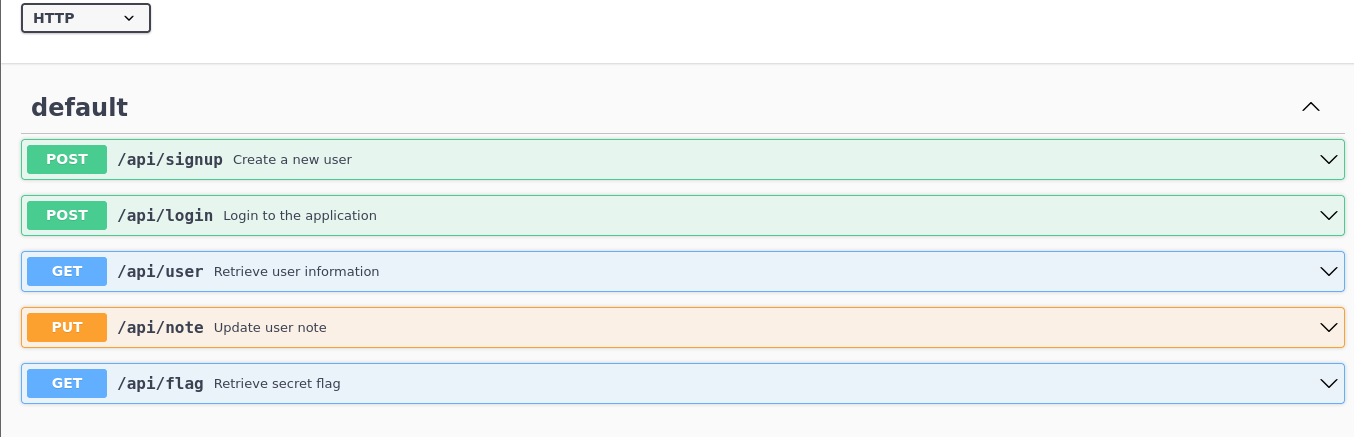 HTTP
default
POST /api/signup Create a new user
POST /api/login Login to the application
GET /api/user Retrieve user information
PUT /api/note Update user note
GET /api/flag Retrieve secret flag